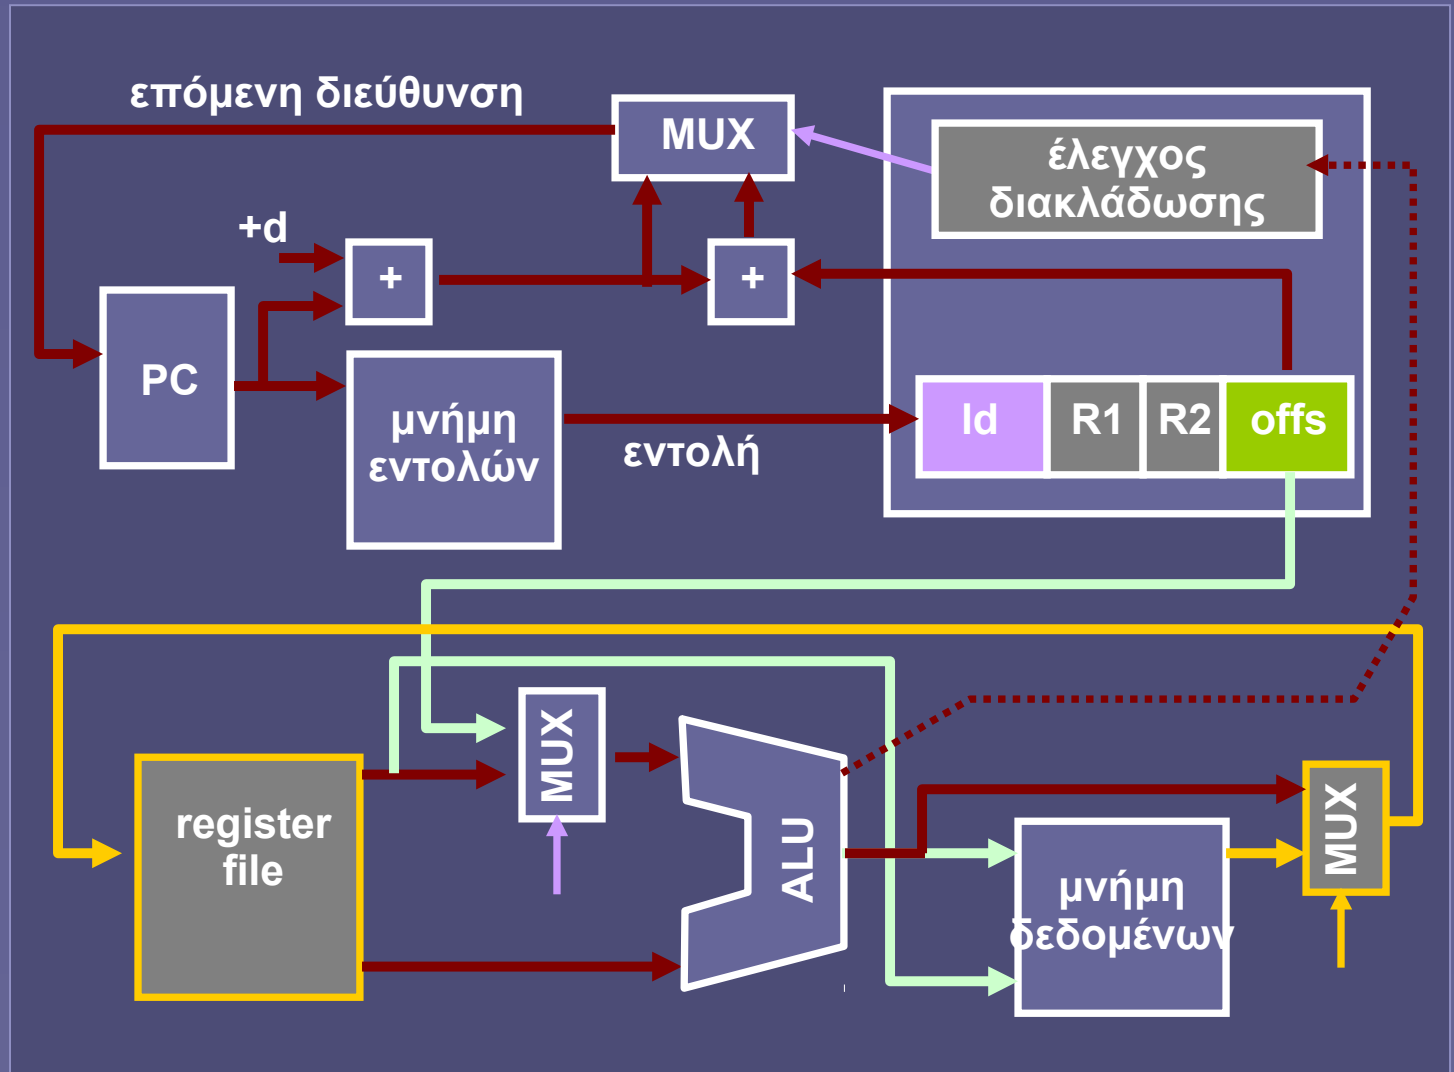 επόμενη διεύθυνση
MUX
έλεγχος
διακλάδωσης
+d
+
+
PC
μνήμη
εντολών
εντολή
ld
R1
R2
offs
register
file
MUX
ALU
μνήμη
δεδομένων
MUX